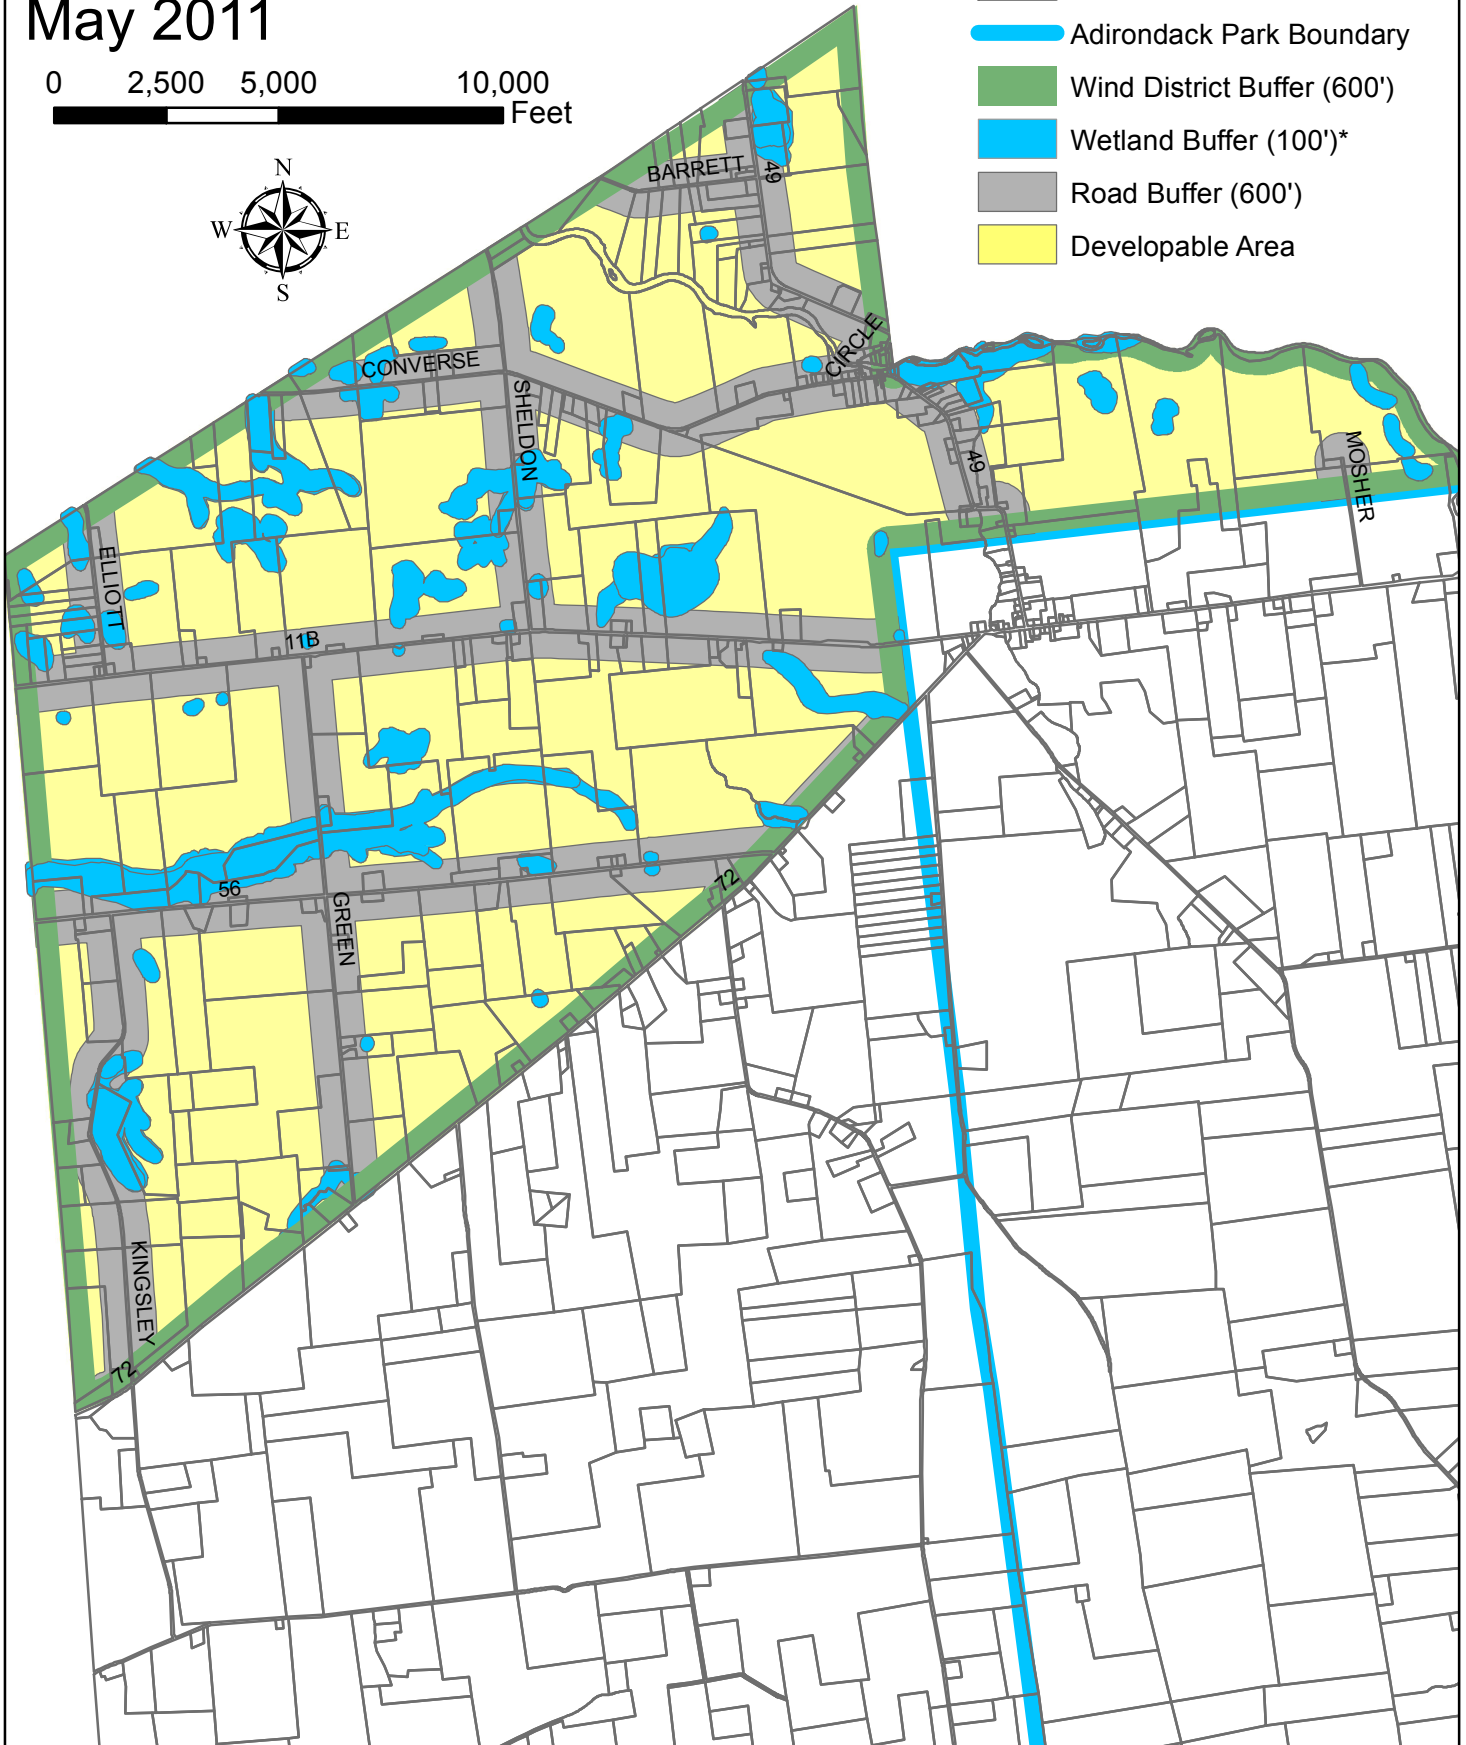 May 2011
0 2,500 5,000 10,000
Feet
N
W E
S
Adirondack Park Boundary
Wind District Buffer (600')
Wetland Buffer (100')*
Road Buffer (600')
Developable Area
BARRETT
49
CIRCLE
CONVERSE
SHELDON
49
MOSHER
ELLIOTT
11B
56
GREEN
72
KINGSLEY
72